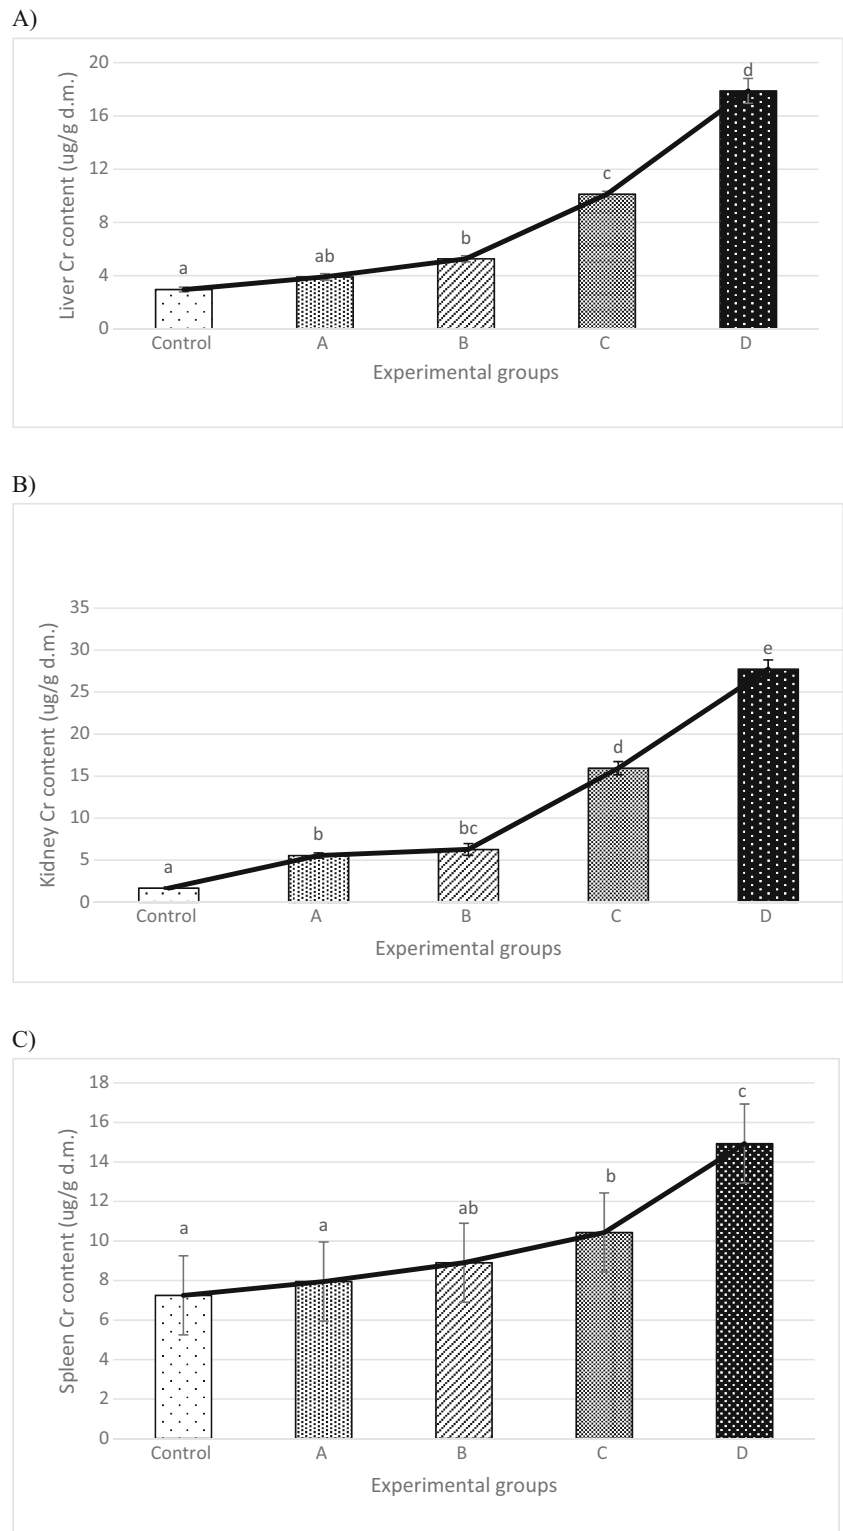 A)
Liver Cr content (ug/g d.m.)
20
16
12
8
4
0
a
ab
b
c
d
Control A B C D
Experimental groups
B)
Kidney Cr content (ug/g d.m.)
35
30
25
20
15
10
5
0
a
b
bc
d
e
Control A B C D
Experimental groups
C)
Spleen Cr content (ug/g d.m.)
18
16
14
12
10
8
6
4
2
0
a
a
ab
b
c
Control A B C D
Experimental groups